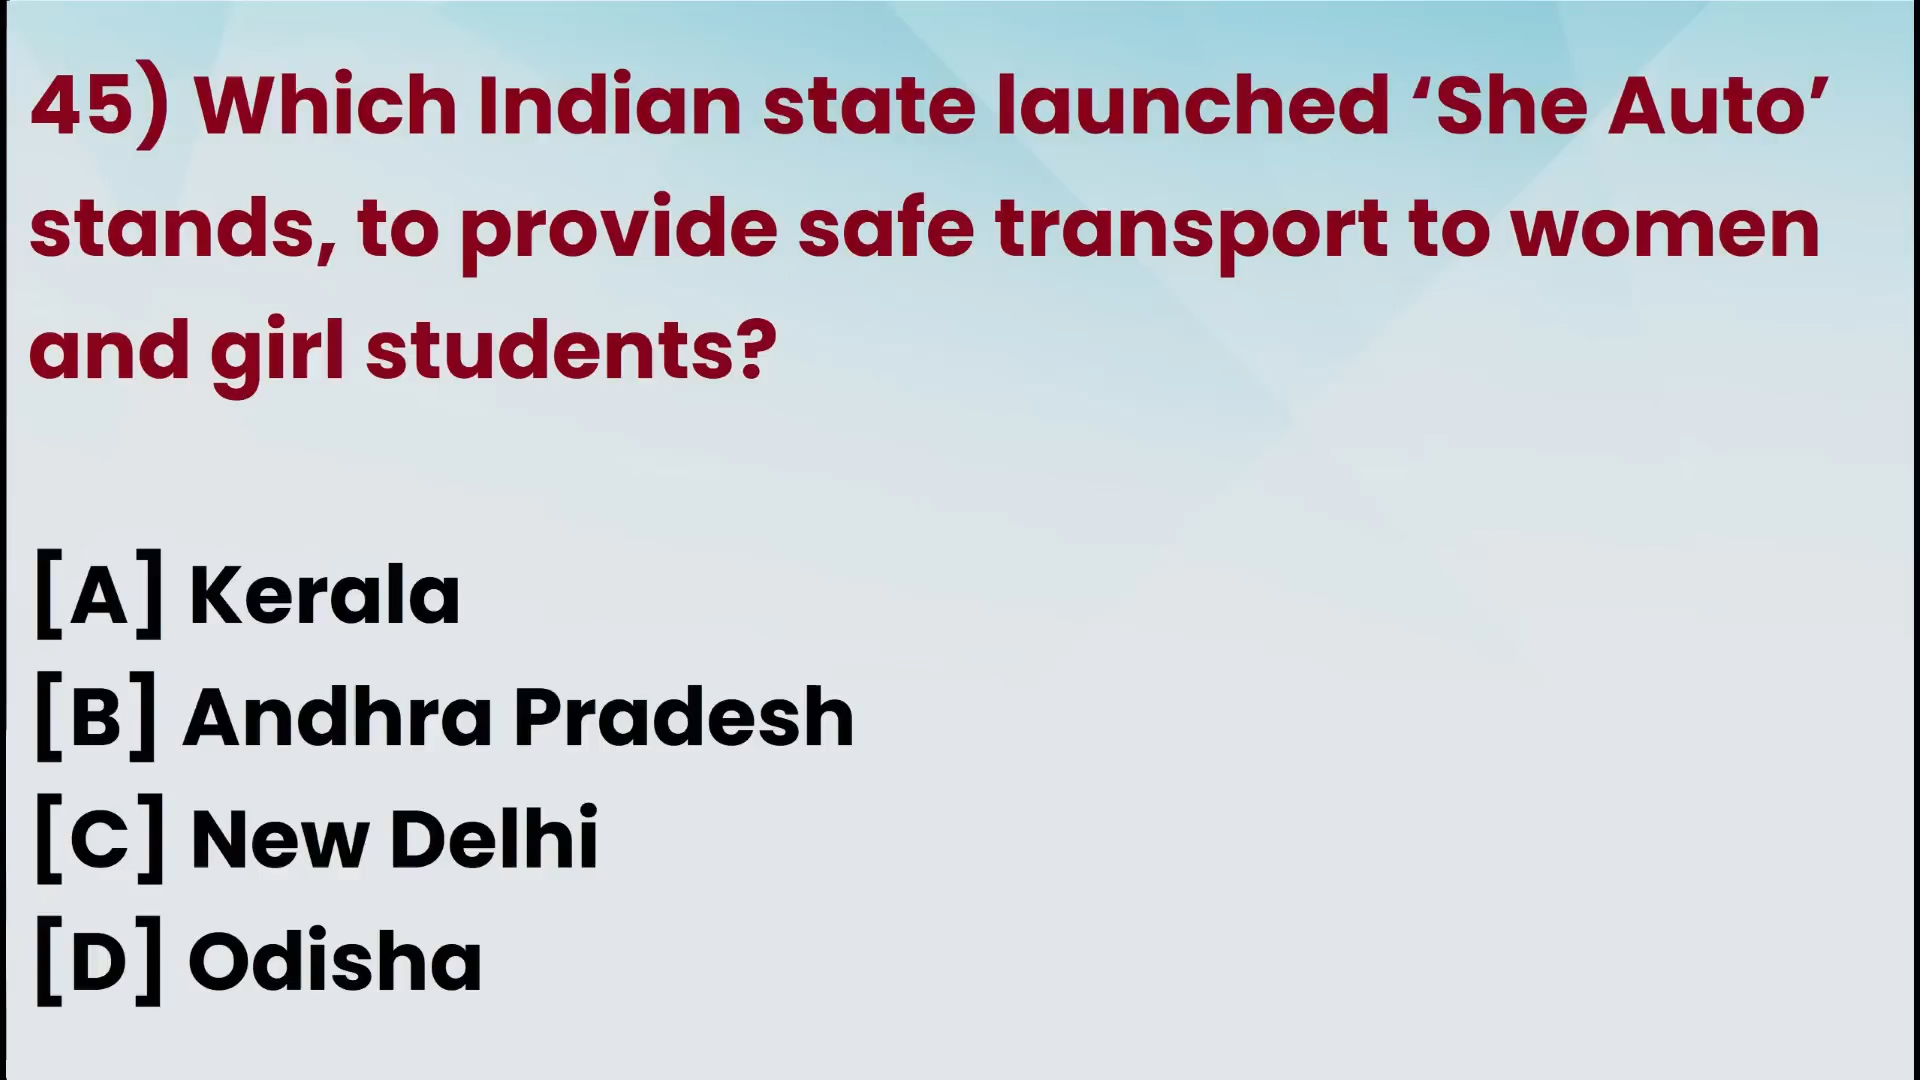 45) Which Indian state launched ‘She Auto’
stands, to provide safe transport to women
and girl students?
[A] Kerala
[B] Andhra Pradesh
[C] New Delhi
[D] Odisha